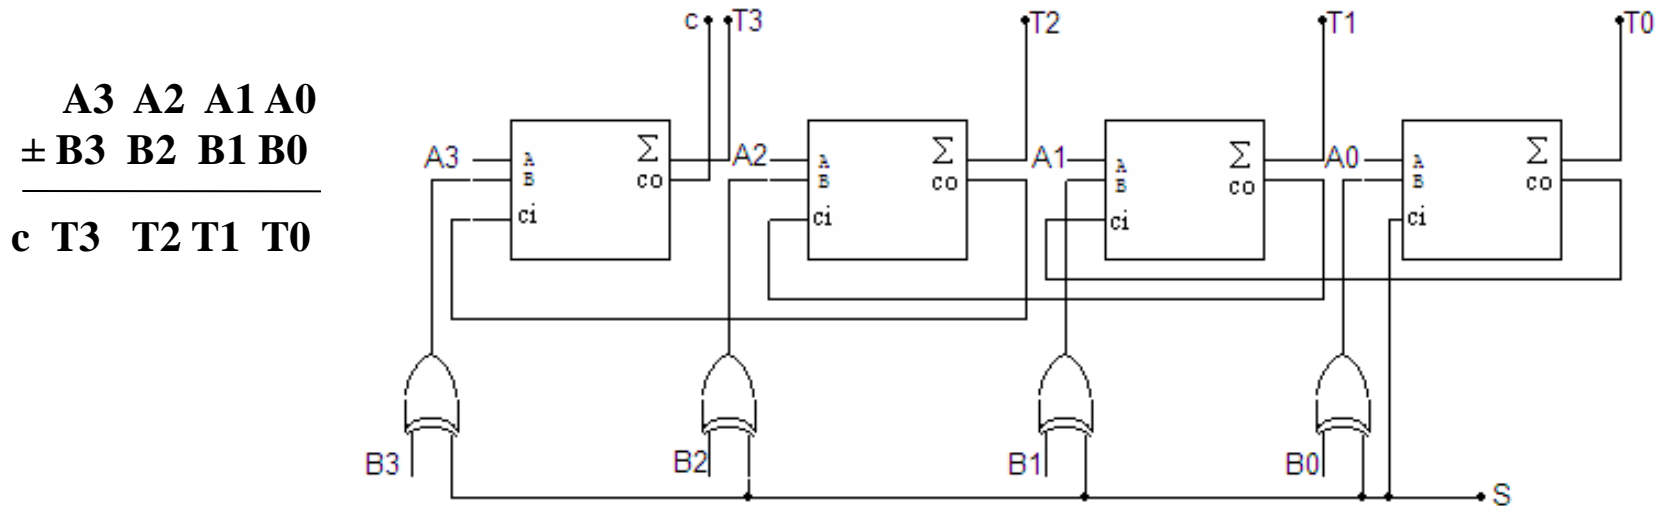 c T3 T2 T1 T0
A3 A2 A1 A0
± B3 B2 B1 B0
c T3 T2 T1 T0
A3 A B ci Σ co
A2 A B ci Σ co
A1 A B ci Σ co
A0 A B ci Σ co
B3 B2 B1 B0
S